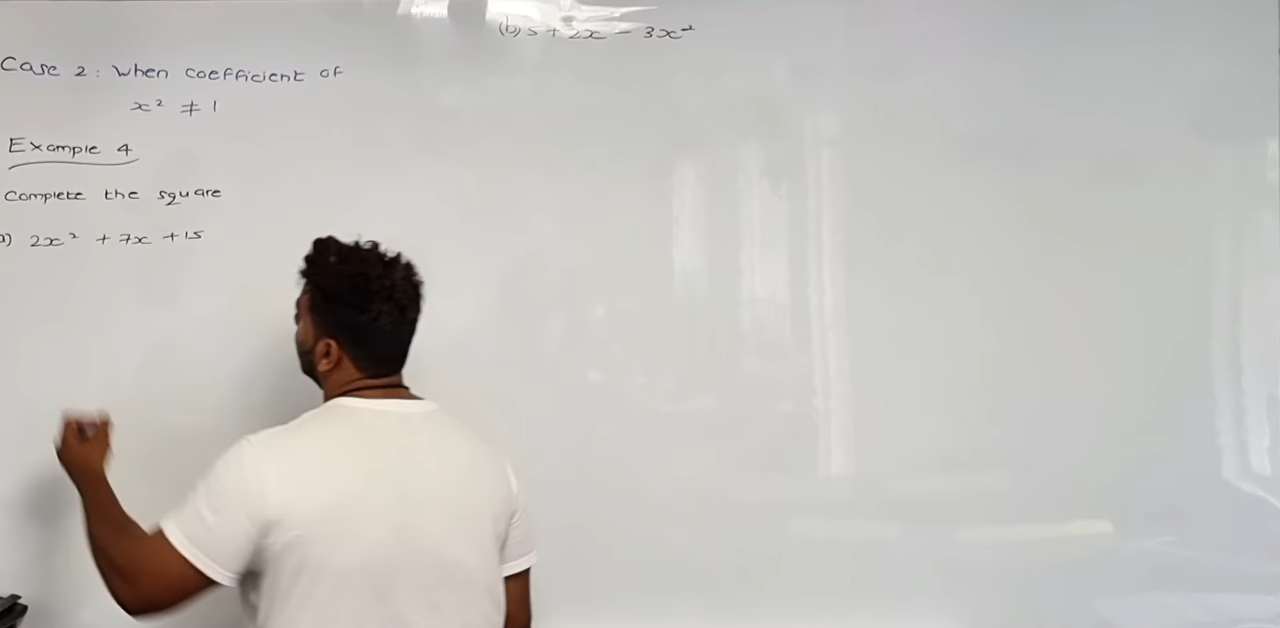 Case 2: When coefficient of
x² ≠ 1
Example 4
Complete the square
a) 2x² + 7x + 15
(b) 5 + 2x - 3x²